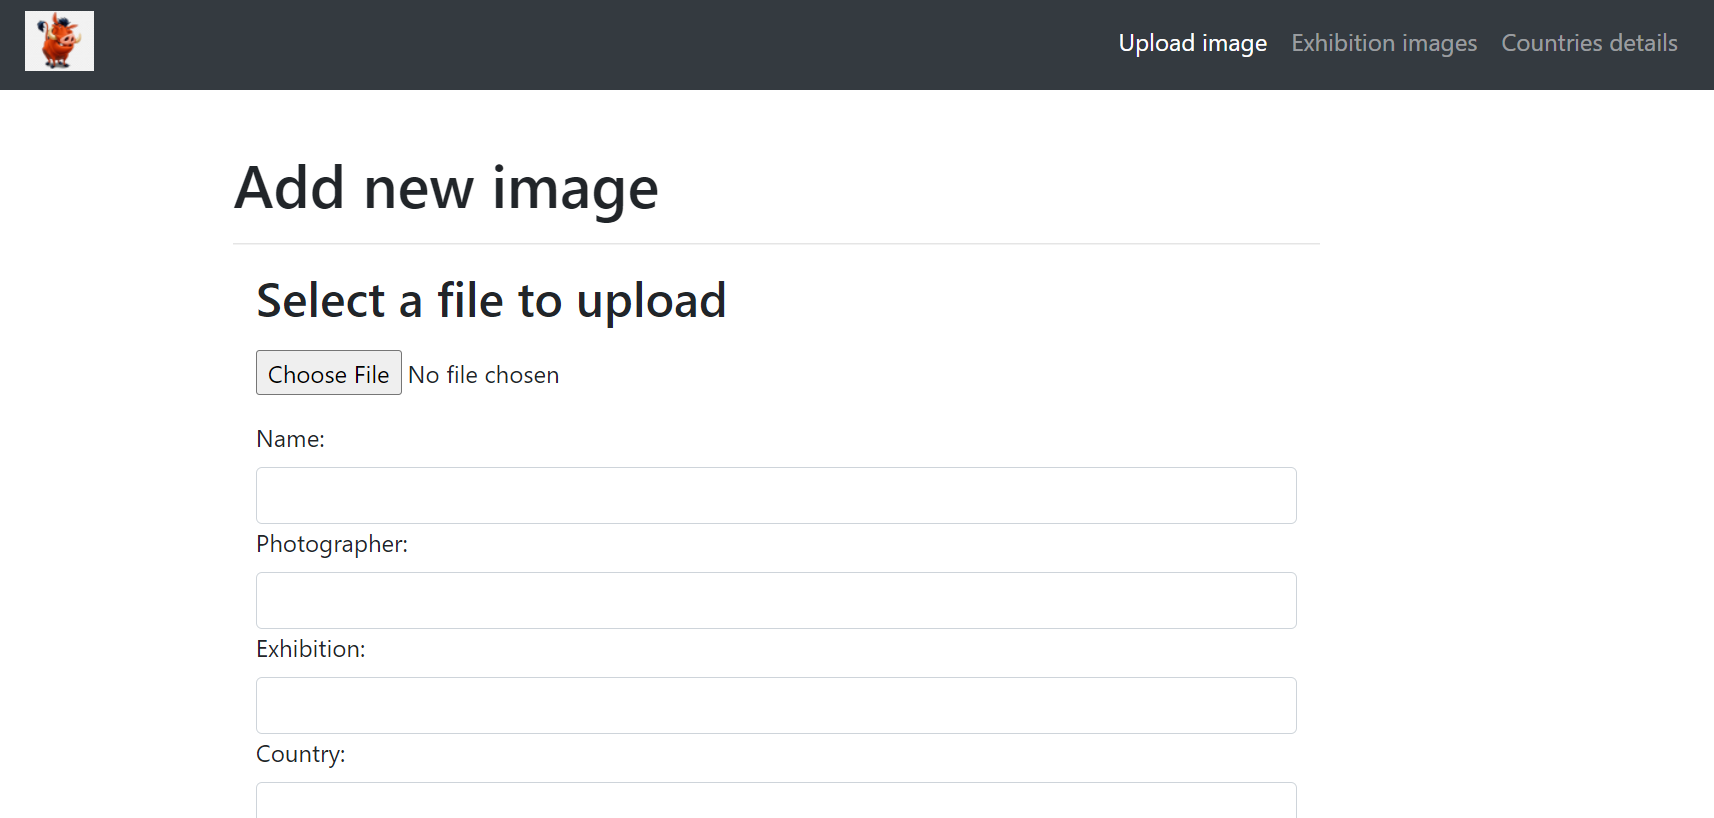 Upload image Exhibition images Countries details
Add new image
Select a file to upload
Choose File No file chosen
Name:
Photographer:
Exhibition:
Country: